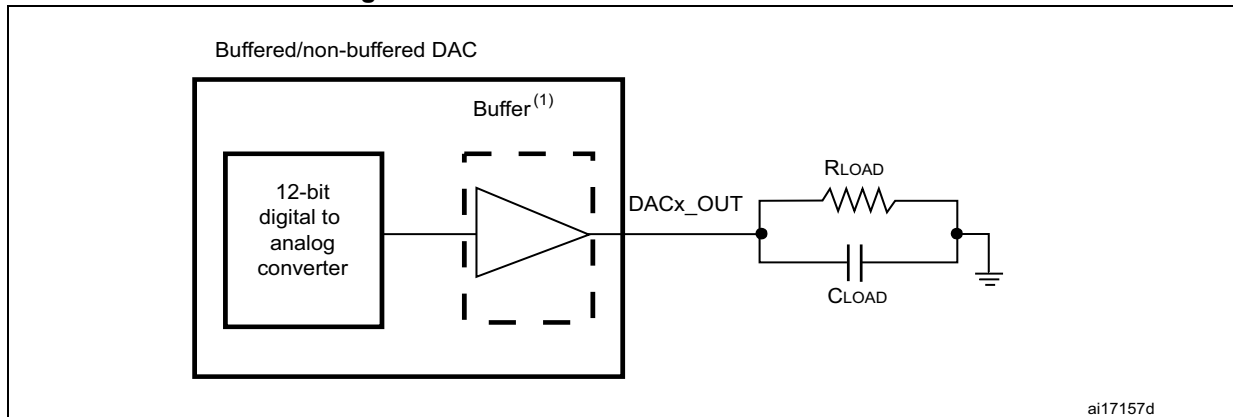 Buffered/non-buffered DAC
Buffer(1)
12-bit
digital to
analog
converter
DACx_OUT
RLOAD
CLOAD
ai17157d